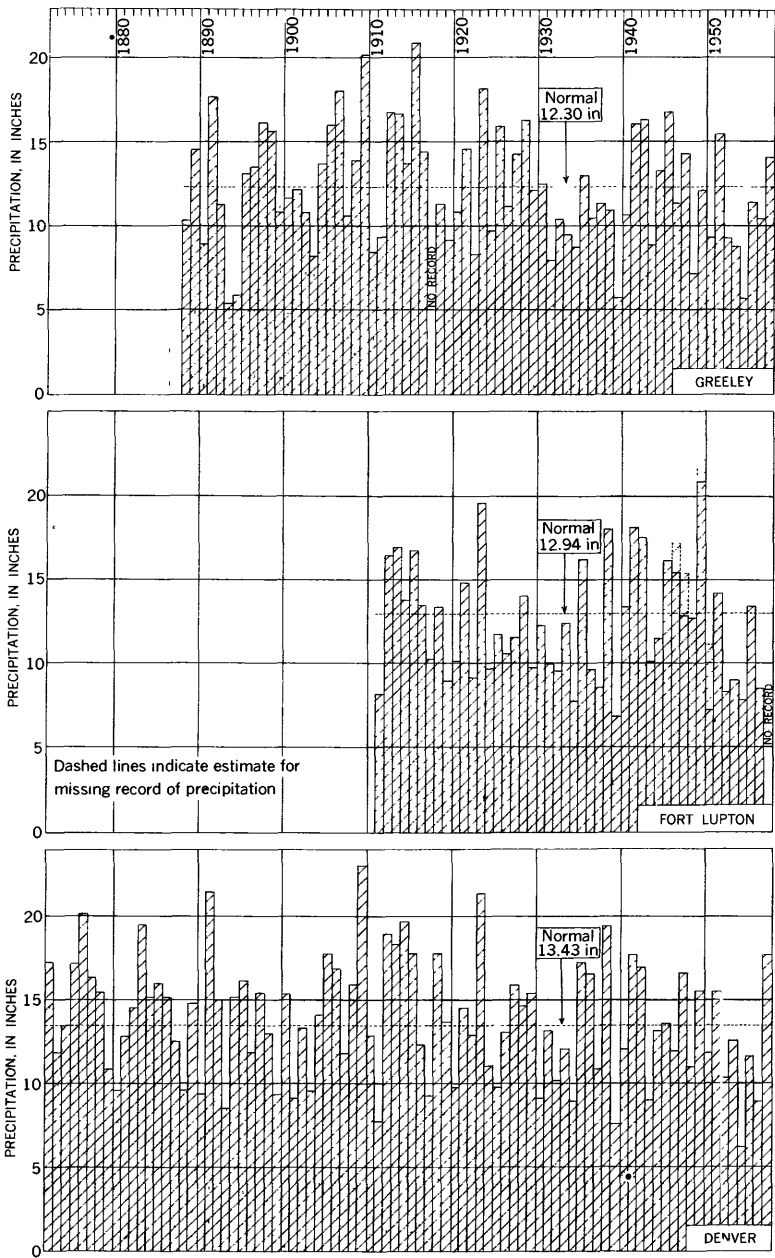 1880
1890
1900
1910
1920
1930
1940
1950
PRECIPITATION, IN INCHES
20
15
10
5
0
Normal
12.30 in
NO RECORD
GREELEY
PRECIPITATION, IN INCHES
20
15
10
5
0
Normal
12.94 in
NO RECORD
Dashed lines indicate estimate for
missing record of precipitation
FORT LUPTON
PRECIPITATION, IN INCHES
20
15
10
5
0
Normal
13.43 in
DENVER